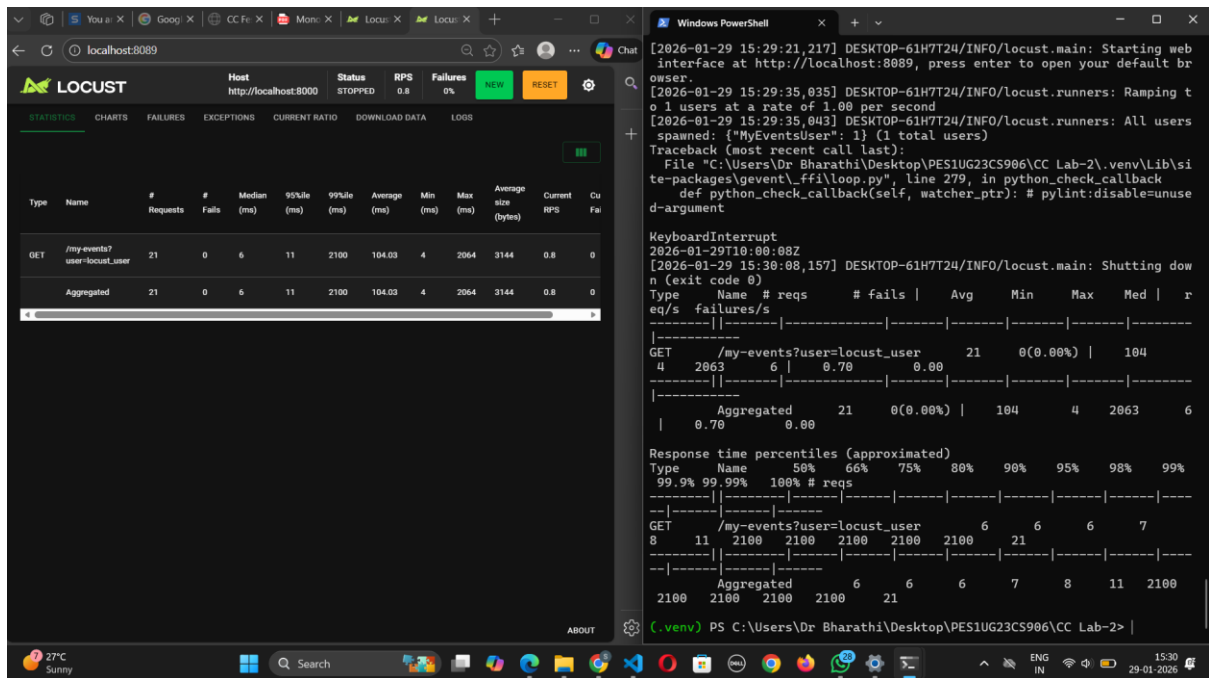 You ar
Googl
CC Fe
Mono
Locus
Locus
localhost:8089
Chat
LOCUST
Host
http://localhost:8000
Status
STOPPED
RPS
0.8
Failures
0%
NEW
RESET
STATISTICS CHARTS FAILURES EXCEPTIONS CURRENT RATIO DOWNLOAD DATA LOGS
Type Name # Requests # Fails Median (ms) 95%ile (ms) 99%ile (ms) Average (ms) Min (ms) Max (ms) Average size (bytes) Current RPS Cu Fai
GET /my-events?user=locust_user 21 0 6 11 2100 104.03 4 2064 3144 0.8 0
Aggregated 21 0 6 11 2100 104.03 4 2064 3144 0.8 0
ABOUT
Windows PowerShell
[2026-01-29 15:29:21,217] DESKTOP-61H7T24/INFO/locust.main: Starting web
interface at http://localhost:8089, press enter to open your default br
owser.
[2026-01-29 15:29:35,035] DESKTOP-61H7T24/INFO/locust.runners: Ramping t
o 1 users at a rate of 1.00 per second
[2026-01-29 15:29:35,043] DESKTOP-61H7T24/INFO/locust.runners: All users
spawned: {"MyEventsUser": 1} (1 total users)
Traceback (most recent call last):
File "C:\Users\Dr Bharathi\Desktop\PES1UG23CS906\CC Lab-2\.venv\Lib\si
te-packages\gevent\_ffi\loop.py", line 279, in python_check_callback
def python_check_callback(self, watcher_ptr): # pylint:disable=unuse
d-argument
KeyboardInterrupt
2026-01-29T10:00:08Z
[2026-01-29 15:30:08,157] DESKTOP-61H7T24/INFO/locust.main: Shutting dow
n (exit code 0)
Type Name # reqs # fails | Avg Min Max Med | r
eq/s failures/s
--------||-------|-------------|-------|-------|-------|-------|--------
|-----------
GET /my-events?user=locust_user 21 0(0.00%) | 104
4 2063 6 | 0.70 0.00
--------||-------|-------------|-------|-------|-------|-------|--------
|-----------
Aggregated 21 0(0.00%) | 104 4 2063 6
| 0.70 0.00
Response time percentiles (approximated)
Type Name 50% 66% 75% 80% 90% 95% 98% 99%
99.9% 99.99% 100% # reqs
--------||--------|--------|------|------|------|------|------|------|----
--|------|------|------
GET /my-events?user=locust_user 6 6 6 7
8 11 2100 2100 2100 2100 2100 21
--------||--------|--------|------|------|------|------|------|------|----
--|------|------|------
Aggregated 6 6 6 7 8 11 2100
2100 2100 2100 2100 21
(.venv) PS C:\Users\Dr Bharathi\Desktop\PES1UG23CS906\CC Lab-2>
7
27°C
Sunny
Search
DELL
28
ENG
IN
15:30
29-01-2026